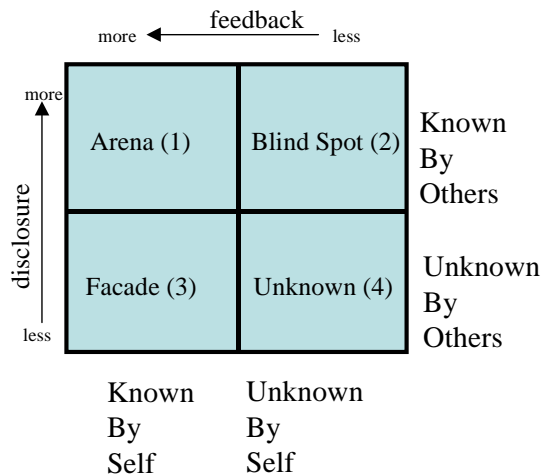 feedback
more less
more
Arena (1) Blind Spot (2)
Known
By
Others
disclosure
Facade (3) Unknown (4)
Unknown
By
Others
less
Known Unknown
By By
Self Self